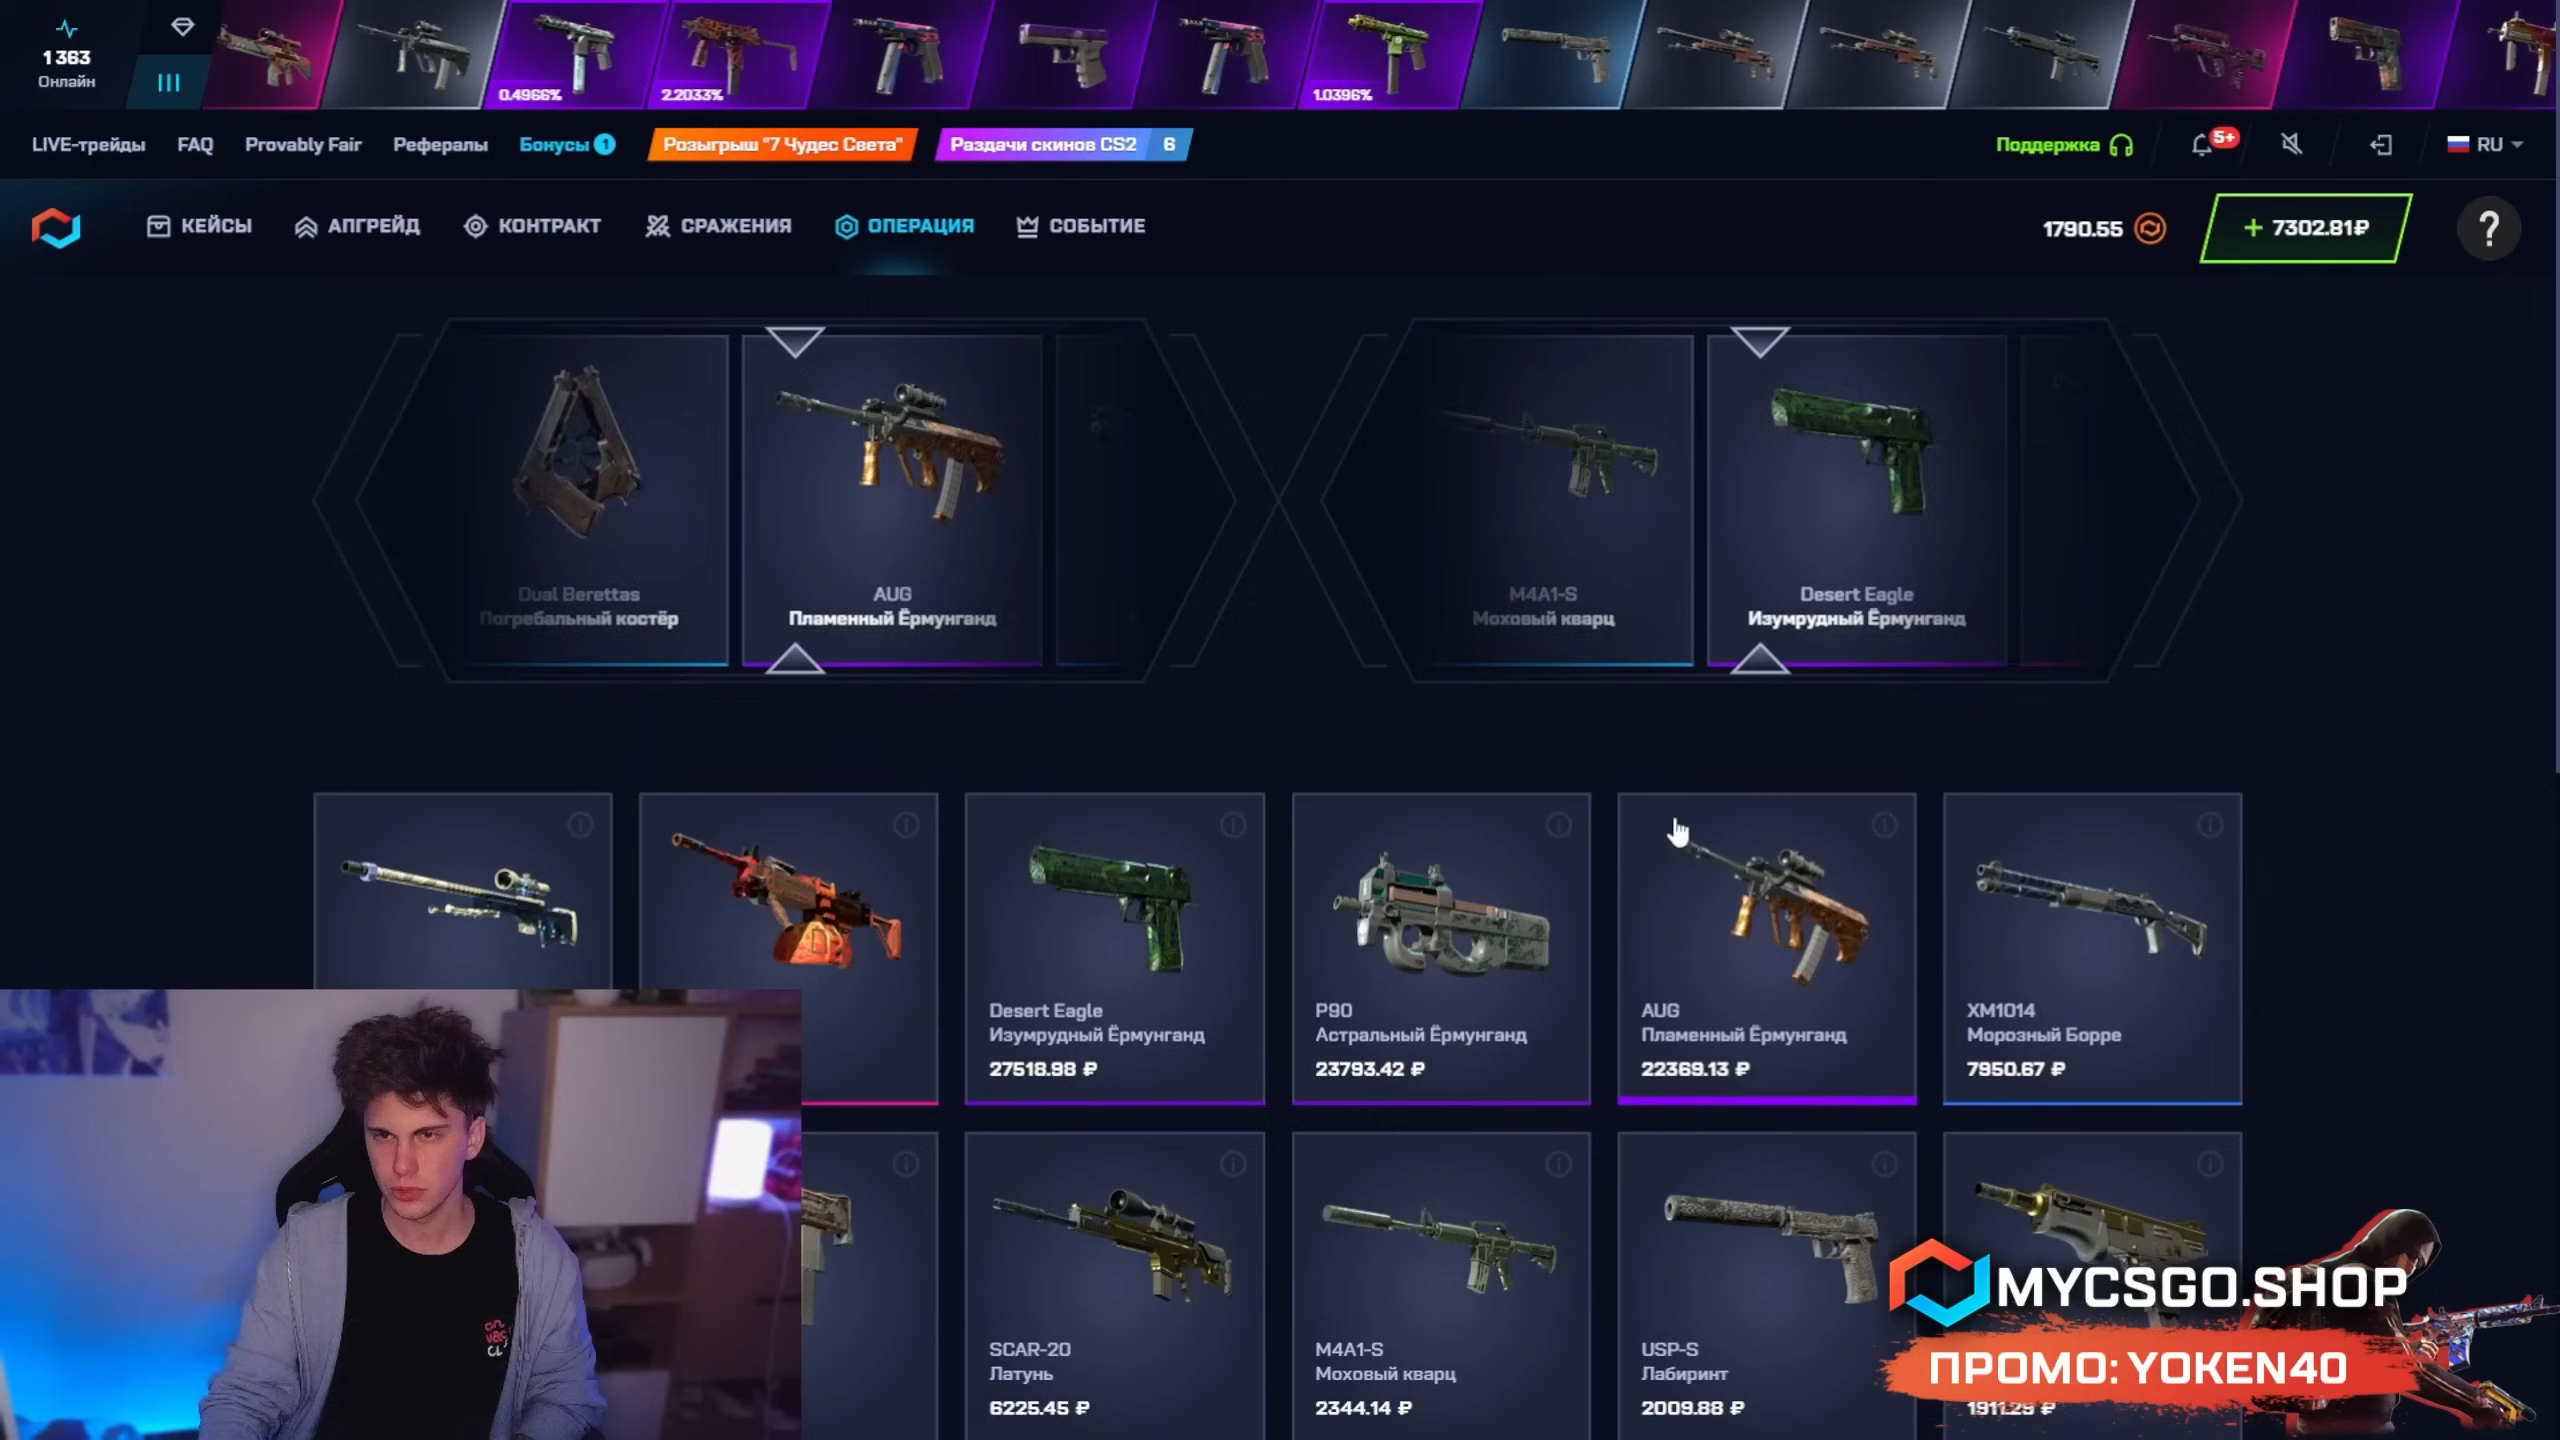 1 363
Онлайн
0.4966%
2.2033%
1.0396%
LIVE-трейды
FAQ
Provably Fair
Рефералы
Бонусы 1
Розыгрыш "7 Чудес Света"
Раздачи скинов CS2 6
Поддержка
5+
RU
КЕЙСЫ
АПГРЕЙД
КОНТРАКТ
СРАЖЕНИЯ
ОПЕРАЦИЯ
СОБЫТИЕ
1790.55
+ 7302.81₽
?
Dual Berettas
Погребальный костёр
AUG
Пламенный Ёрмунганд
M4A1-S
Моховый кварц
Desert Eagle
Изумрудный Ёрмунганд
Desert Eagle
Изумрудный Ёрмунганд
27518.98 ₽
P90
Астральный Ёрмунганд
23793.42 ₽
AUG
Пламенный Ёрмунганд
22369.13 ₽
XM1014
Морозный Борре
7950.67 ₽
SCAR-20
Латунь
6225.45 ₽
M4A1-S
Моховый кварц
2344.14 ₽
USP-S
Лабиринт
2009.88 ₽
1911.29 ₽
MYCSGO.SHOP
ПРОМО: YOKEN40